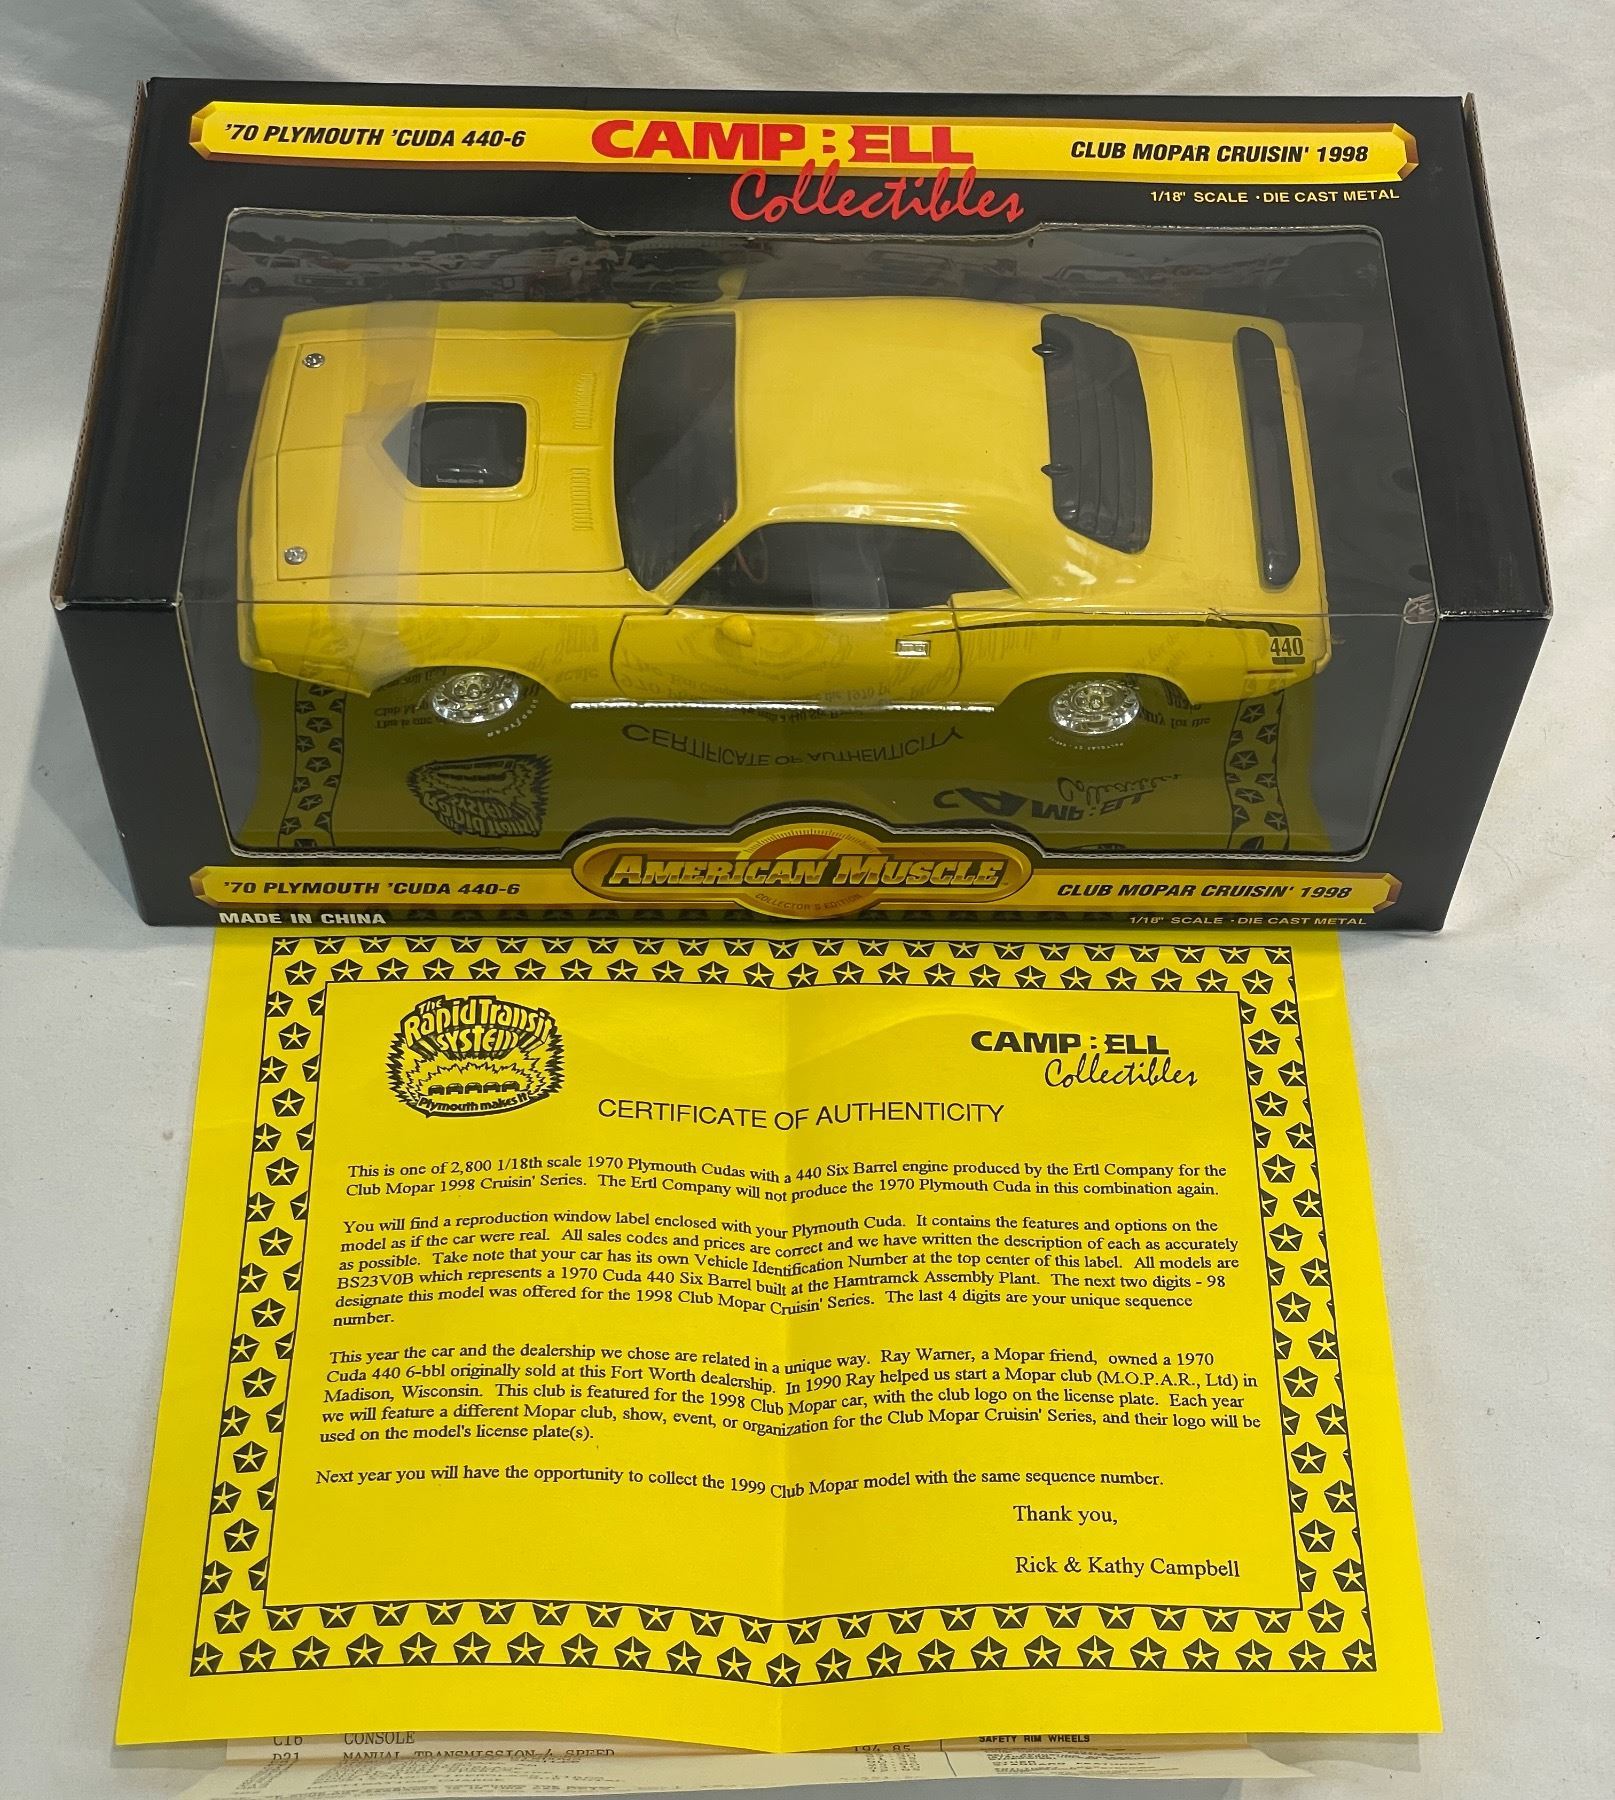 '70 PLYMOUTH 'CUDA 440-6
CAMPBELL
Collectibles
CLUB MOPAR CRUISIN' 1998
1/18" SCALE · DIE CAST METAL
440
CERTIFICATE OF AUTHENTICITY
CAMPBELL
Collectibles
AMERICAN MUSCLE
COLLECTOR'S EDITION
'70 PLYMOUTH 'CUDA 440-6
CLUB MOPAR CRUISIN' 1998
MADE IN CHINA
1/18" SCALE · DIE CAST METAL
THE
Rapid Transit
SYSTEM
Plymouth makes it
CAMPBELL
Collectibles
CERTIFICATE OF AUTHENTICITY
This is one of 2,800 1/18th scale 1970 Plymouth Cudas with a 440 Six Barrel engine produced by the Ertl Company for the
Club Mopar 1998 Cruisin' Series. The Ertl Company will not produce the 1970 Plymouth Cuda in this combination again.
You will find a reproduction window label enclosed with your Plymouth Cuda. It contains the features and options on the
model as if the car were real. All sales codes and prices are correct and we have written the description of each as accurately
as possible. Take note that your car has its own Vehicle Identification Number at the top center of this label. All models are
BS23V0B which represents a 1970 Cuda 440 Six Barrel built at the Hamtramck Assembly Plant. The next two digits - 98
designate this model was offered for the 1998 Club Mopar Cruisin' Series. The last 4 digits are your unique sequence
number.
This year the car and the dealership we chose are related in a unique way. Ray Warner, a Mopar friend, owned a 1970
Cuda 440 6-bbl originally sold at this Fort Worth dealership. In 1990 Ray helped us start a Mopar club (M.O.P.A.R., Ltd) in
Madison, Wisconsin. This club is featured for the 1998 Club Mopar car, with the club logo on the license plate. Each year
we will feature a different Mopar club, show, event, or organization for the Club Mopar Cruisin' Series, and their logo will be
used on the model's license plate(s).
Next year you will have the opportunity to collect the 1999 Club Mopar model with the same sequence number.
Thank you,
Rick & Kathy Campbell
C16 CONSOLE
SAFETY RIM WHEELS
D21 MANUAL TRANSMISSION 4 SPEED 194.85